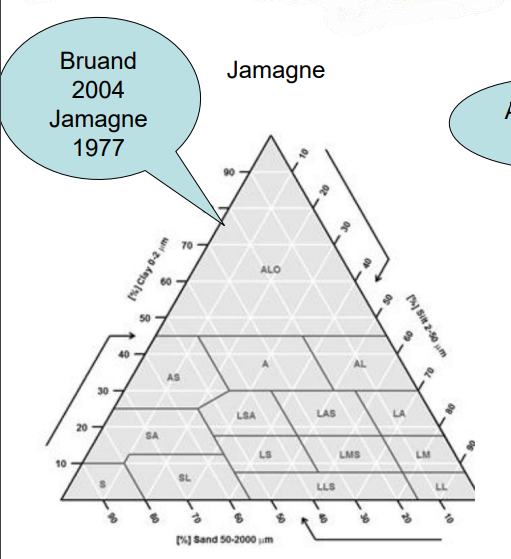 Bruand
2004
Jamagne
1977
Jamagne
A
90
70
60
50
40
30
20
10
[%] Clay 0-2 µm
10
20
30
40
50
60
70
80
90
[%] Silt 2-50 µm
ALO
AS
A
AL
SA
LSA
LAS
LA
S
SL
LS
LMS
LM
LLS
LL
90
80
70
60
50
40
30
20
10
[%] Sand 50-2000 µm